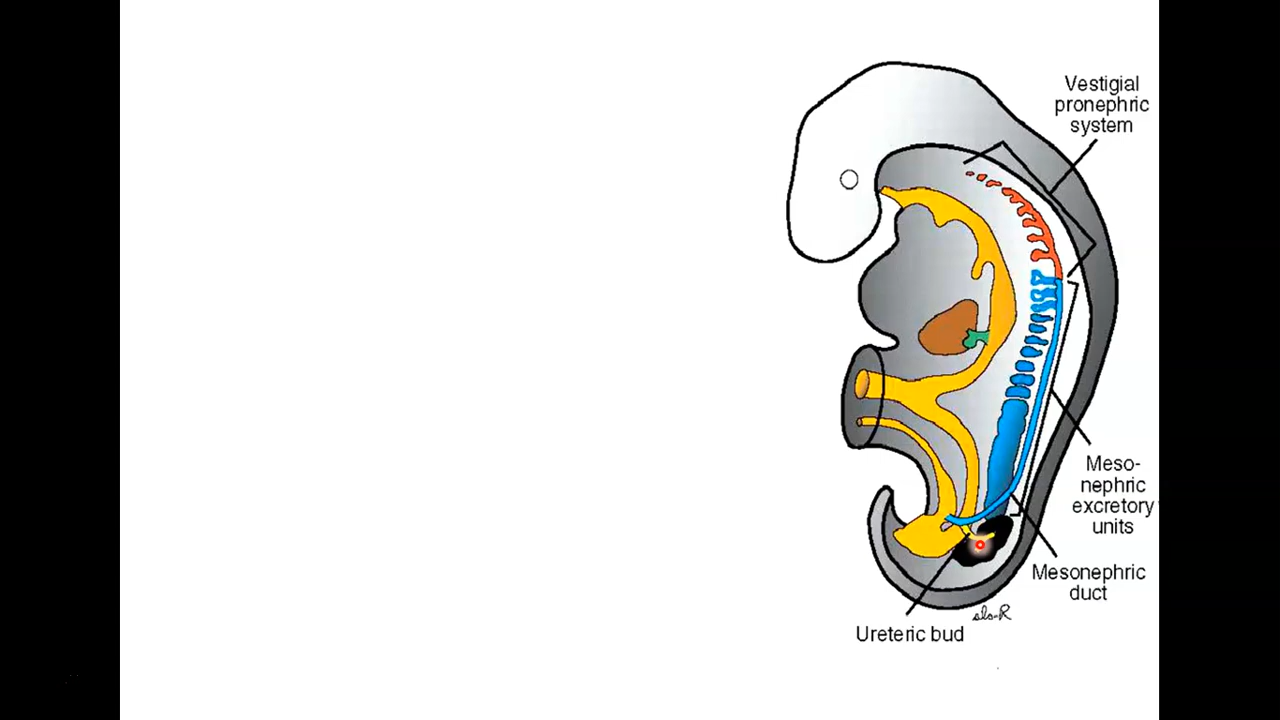 Vestigial
pronephric
system
Meso-
nephric
excretory
units
Mesonephric
duct
Ureteric bud